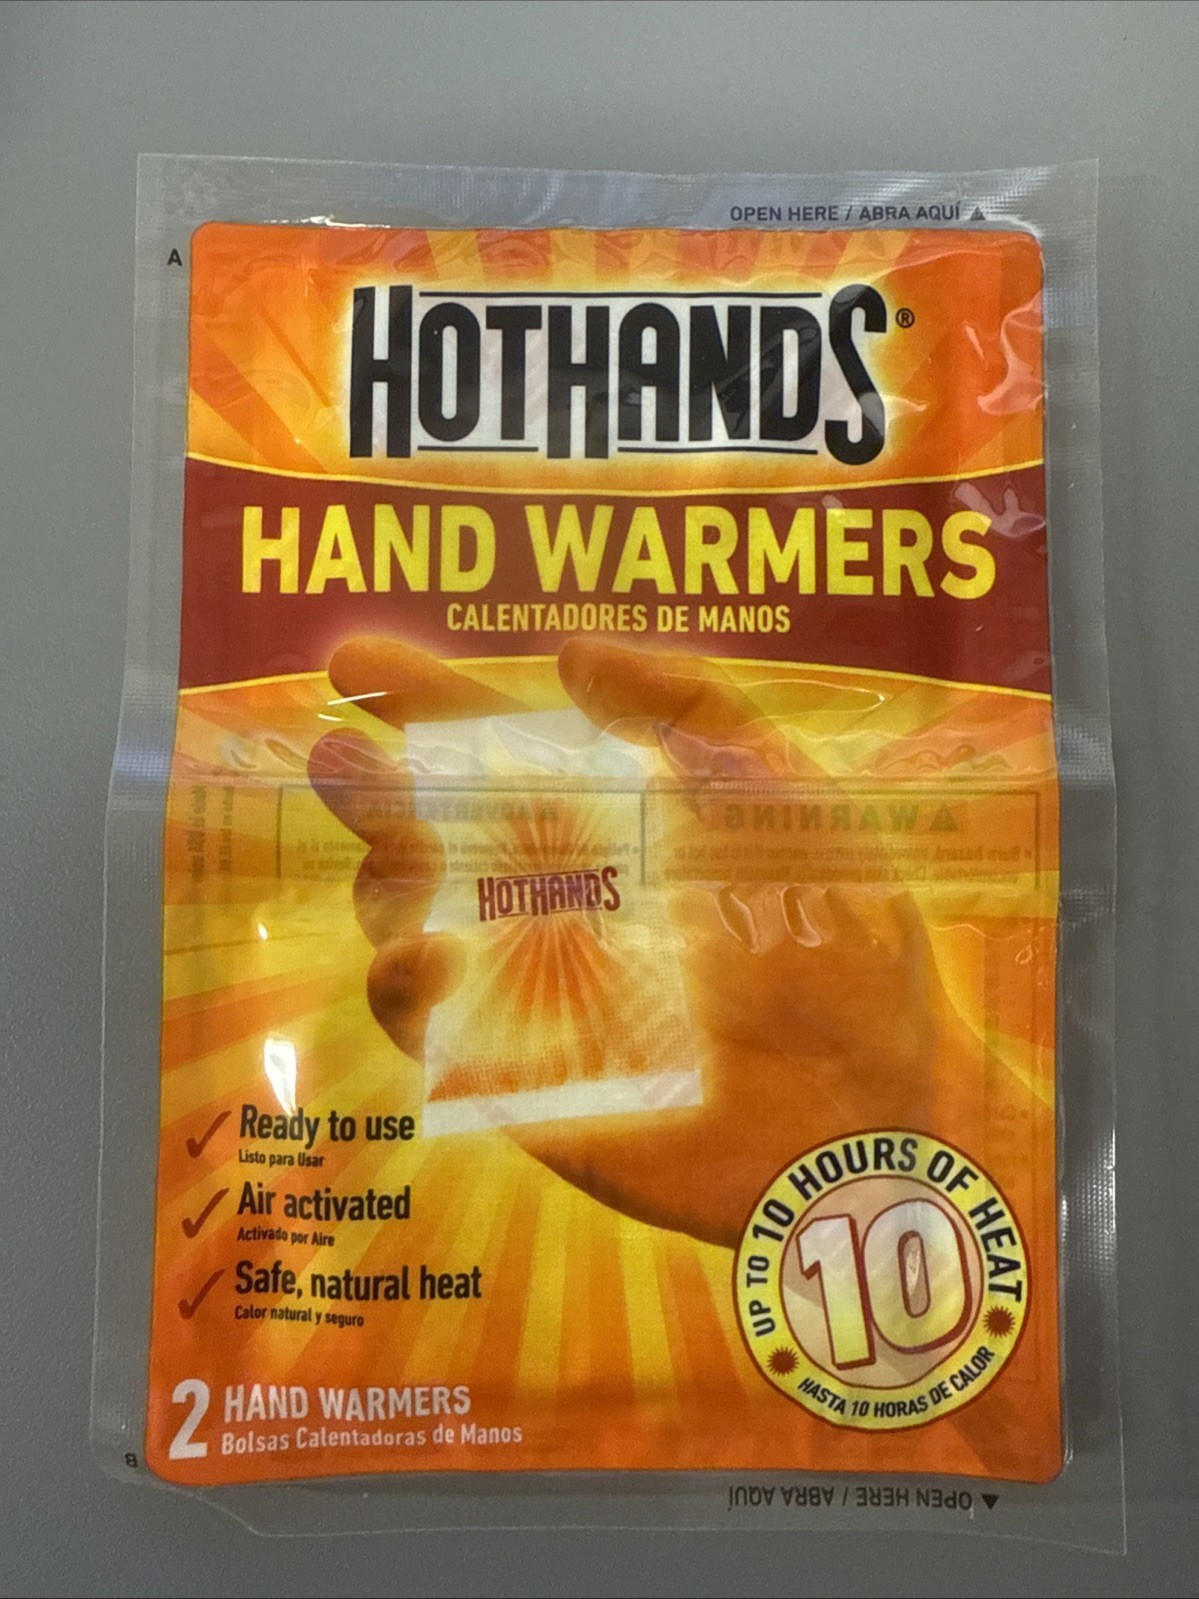 OPEN HERE / ABRA AQUÍ ▲
A
HOTHANDS®
HAND WARMERS
CALENTADORES DE MANOS
WARNING
ADVERTENCIA
HOTHANDS
✓ Ready to use
Listo para Usar
✓ Air activated
Activado por Aire
✓ Safe, natural heat
Calor natural y seguro
UP TO 10 HOURS OF HEAT
10
HASTA 10 HORAS DE CALOR
2 HAND WARMERS
Bolsas Calentadoras de Manos
B
OPEN HERE / ABRA AQUÍ ▲